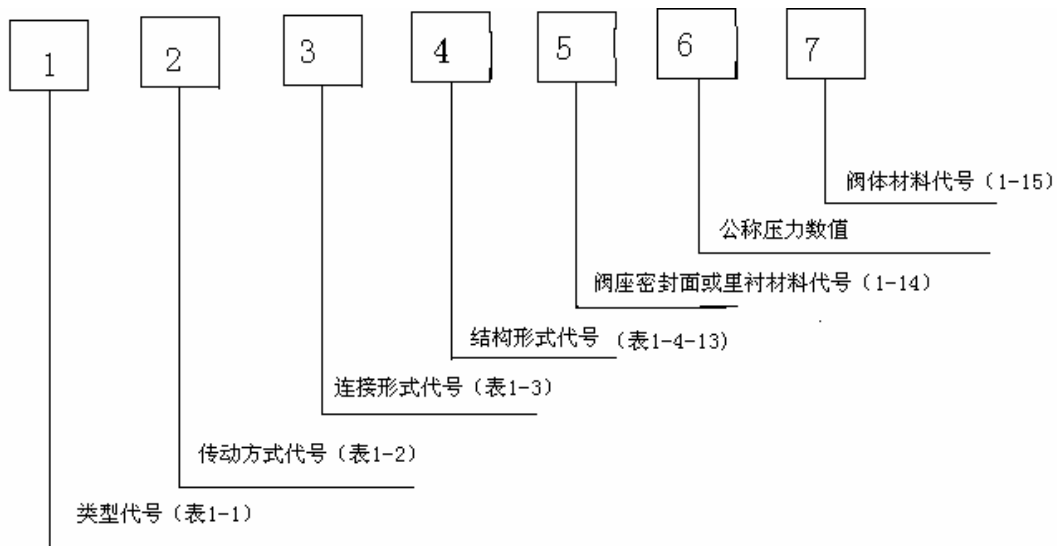 1 2 3 4 5 6 7
阀体材料代号（1-15）
公称压力数值
阀座密封面或里衬材料代号（1-14）
结构形式代号 （表1-4-13）
连接形式代号（表1-3）
传动方式代号（表1-2）
类型代号（表1-1）